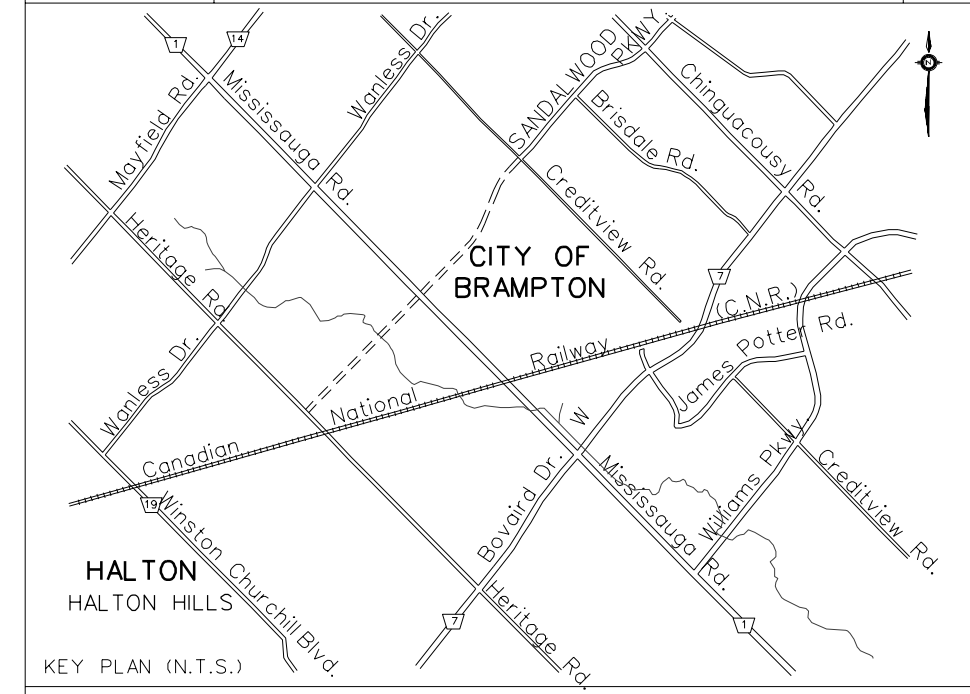 1
14
Mayfield Rd.
Mississauga Rd.
Wanless Dr.
SANDALWOOD PKWY.
Chinguacousy Rd.
Brisdale Rd.
Creditview Rd.
N
Heritage Rd.
CITY OF
BRAMPTON
7
(C.N.R.)
Wanless Dr.
Canadian National Railway
James Potter Rd.
Bovaird Dr. W
Mississauga Rd.
Williams Pkwy.
Creditview Rd.
19
Winston Churchill Blvd.
HALTON
HALTON HILLS
7
Heritage Rd.
1
KEY PLAN (N.T.S.)